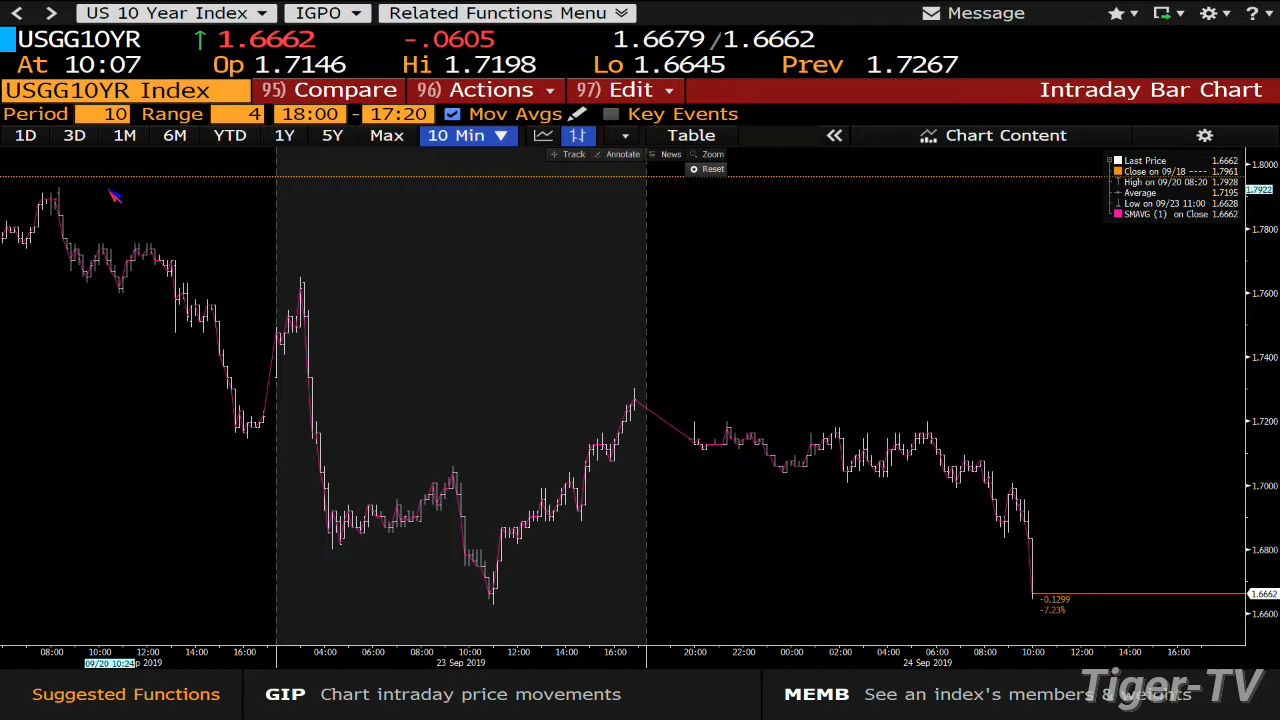 US 10 Year Index IGPO Related Functions Menu Message
USGG10YR ↑ 1.6662 -.0605 1.6679/1.6662
At 10:07 Op 1.7146 Hi 1.7198 Lo 1.6645 Prev 1.7267
USGG10YR Index 95) Compare 96) Actions 97) Edit Intraday Bar Chart
Period 10 Range 4 18:00 - 17:20 Mov Avgs Key Events
1D 3D 1M 6M YTD 1Y 5Y Max 10 Min ▼ Table Chart Content
Track Annotate News Zoom
Reset
Last Price 1.6662
Close on 09/18 ---- 1.7961
High on 09/20 08:20 1.7928
Average 1.7195
Low on 09/23 11:00 1.6628
SMAVG (1) on Close 1.6662
1.8000
1.7922
1.7800
1.7600
1.7400
1.7200
1.7000
1.6800
1.6662
1.6600
-0.1299
-7.23%
08:00 10:00 12:00 14:00 16:00 04:00 06:00 08:00 10:00 12:00 14:00 16:00 20:00 22:00 00:00 02:00 04:00 06:00 08:00 10:00 12:00 14:00 16:00
09/20 10:24 p 2019 23 Sep 2019 24 Sep 2019
Suggested Functions GIP Chart intraday price movements MEMB See an index's members & weights
Tiger-TV